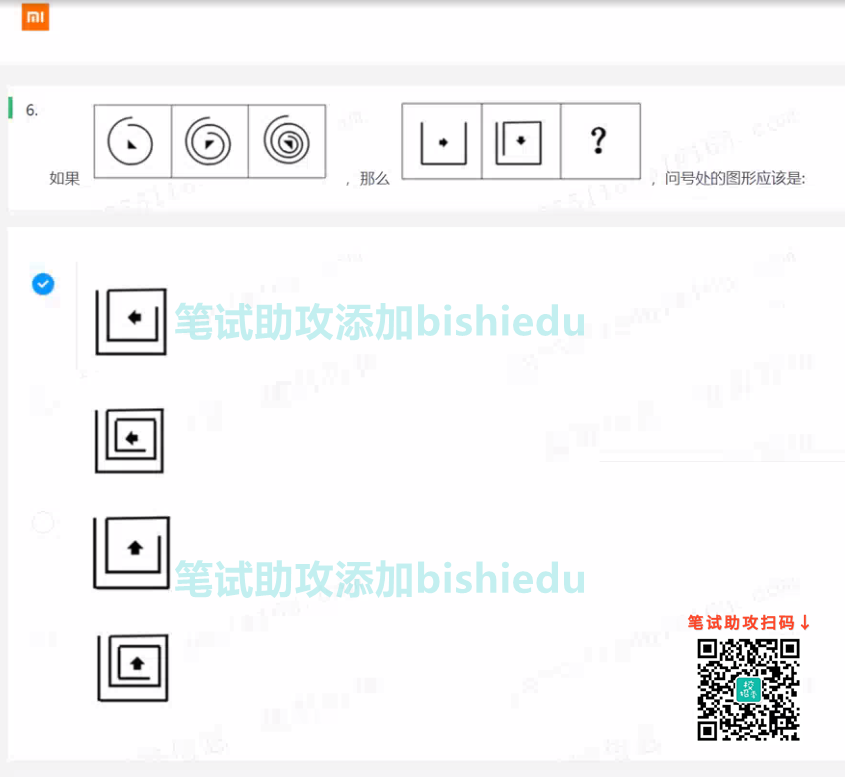 mi
6.
如果 ，那么 ? ，问号处的图形应该是:
笔试助攻添加bishiedu
笔试助攻添加bishiedu
笔试助攻扫码↓